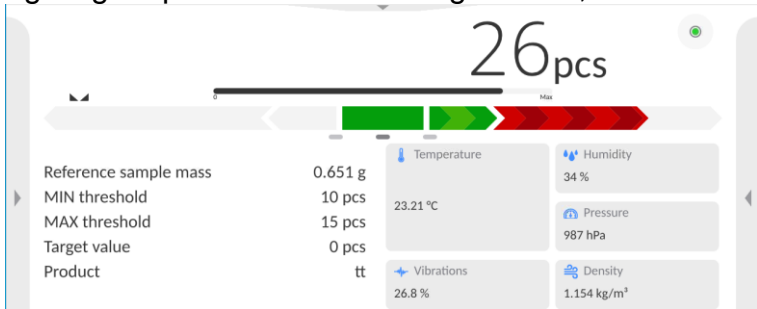 26pcs
0 Max
Reference sample mass 0.651 g
MIN threshold 10 pcs
MAX threshold 15 pcs
Target value 0 pcs
Product tt
Temperature
23.21 °C
Humidity
34 %
Pressure
987 hPa
Vibrations
26.8 %
Density
1.154 kg/m³